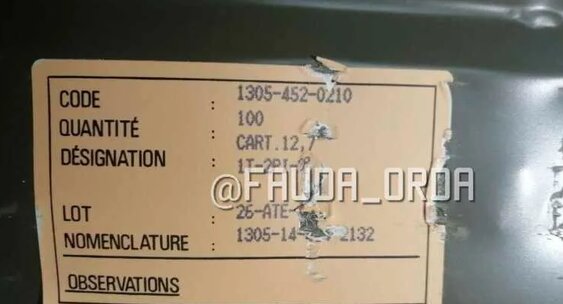 CODE : 1305-452-0210
QUANTITÉ : 100
DÉSIGNATION : CART.12,7
@FAUDA_ORDA
LOT : 26-ATE-
NOMENCLATURE : 1305-14- -2132
OBSERVATIONS